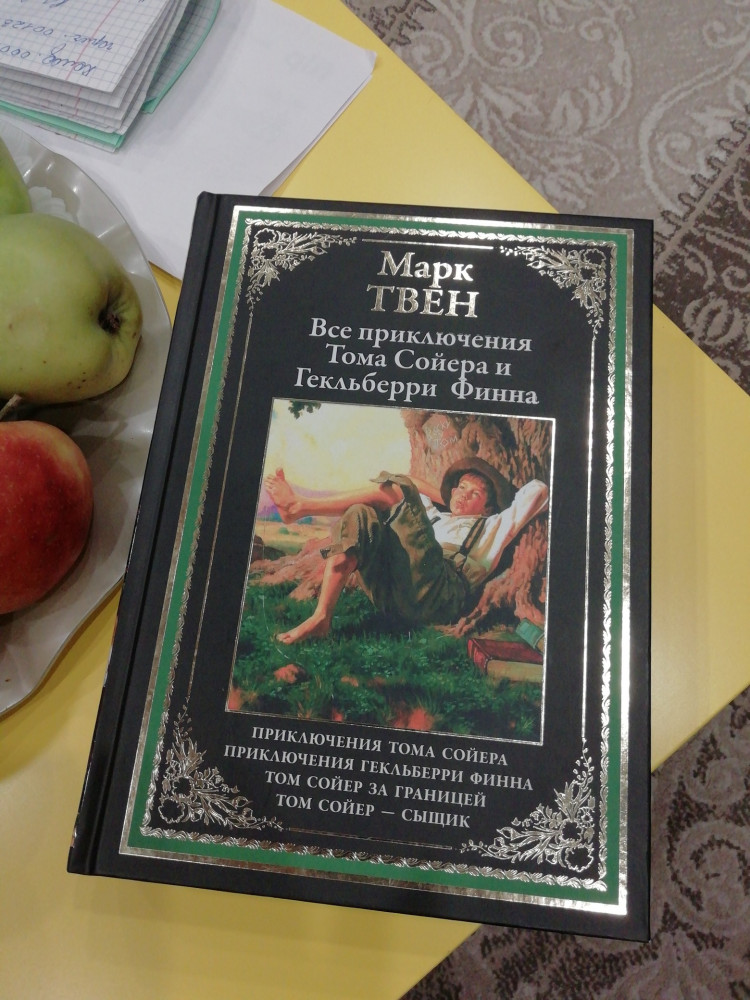 Марк
ТВЕН
Все приключения
Тома Сойера и
Гекльберри Финна
ПРИКЛЮЧЕНИЯ ТОМА СОЙЕРА
ПРИКЛЮЧЕНИЯ ГЕКЛЬБЕРРИ ФИННА
ТОМ СОЙЕР ЗА ГРАНИЦЕЙ
ТОМ СОЙЕР — СЫЩИК